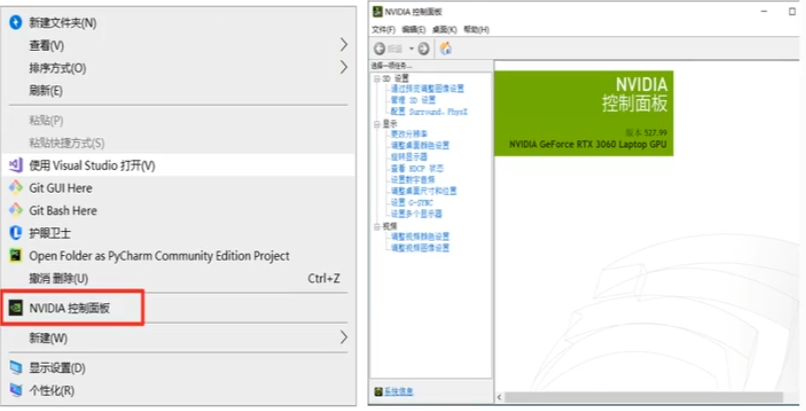 新建文件夹(N)
查看(V)
排序方式(O)
刷新(E)
粘贴(P)
粘贴快捷方式(S)
使用 Visual Studio 打开(V)
Git GUI Here
Git Bash Here
护眼卫士
Open Folder as PyCharm Community Edition Project
撤消 删除(U) Ctrl+Z
NVIDIA 控制面板
新建(W)
显示设置(D)
个性化(R)
NVIDIA 控制面板
文件(F) 编辑(E) 桌面(K) 帮助(H)
后退
选择一项任务...
3D 设置
通过预览调整图像设置
管理 3D 设置
配置 Surround、PhysX
显示
更改分辨率
调整桌面颜色设置
旋转显示器
查看 HDCP 状态
设置数字音频
调整桌面尺寸和位置
设置 G-SYNC
设置多个显示器
视频
调整视频颜色设置
调整视频图像设置
系统信息
NVIDIA
控制面板
版本 527.99
NVIDIA GeForce RTX 3060 Laptop GPU